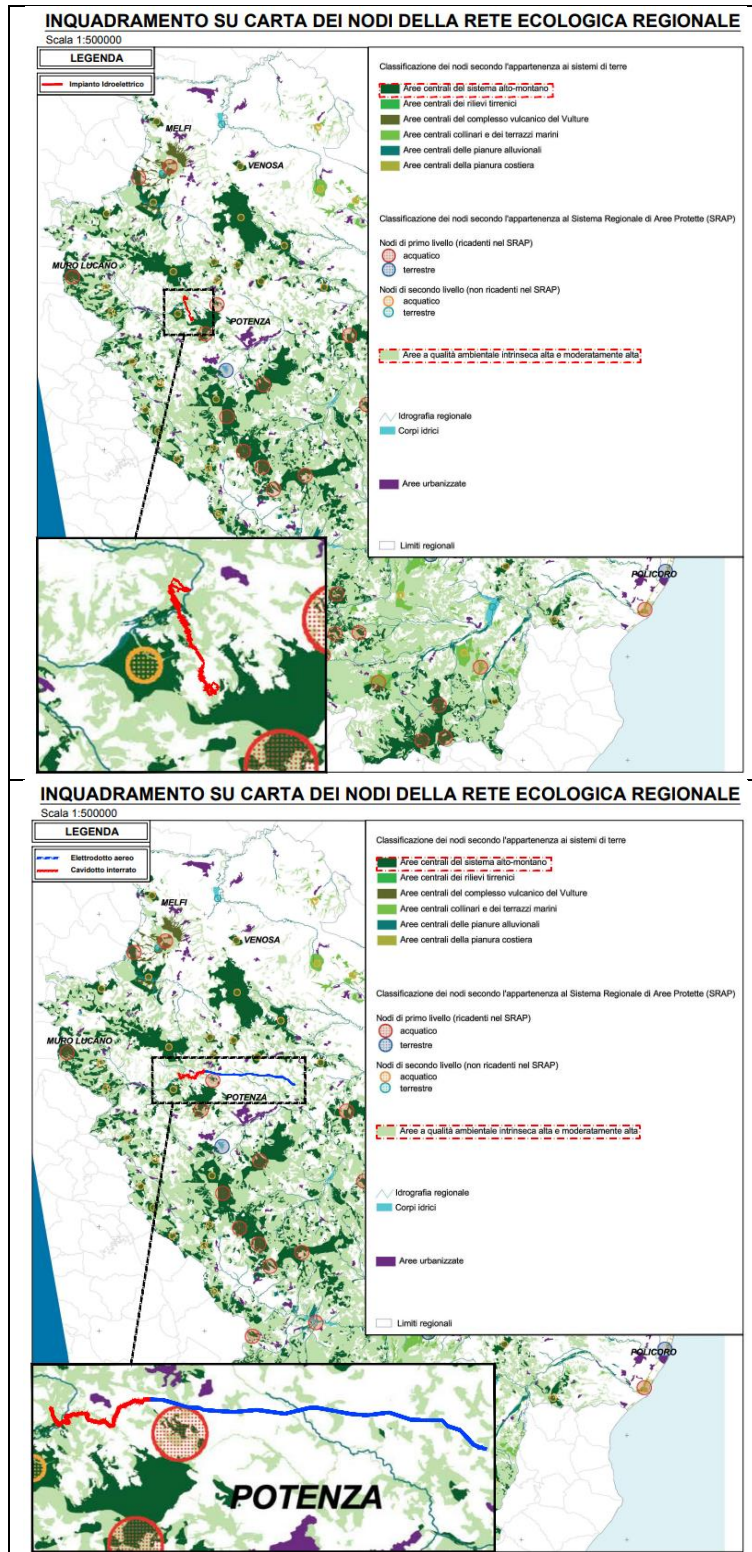 INQUADRAMENTO SU CARTA DEI NODI DELLA RETE ECOLOGICA REGIONALE
Scala 1:500000
LEGENDA
Impianto Idroelettrico
Classificazione dei nodi secondo l'appartenenza ai sistemi di terre
Aree centrali del sistema alto-montano
Aree centrali dei rilievi tirrenici
Aree centrali del complesso vulcanico del Vulture
Aree centrali collinari e dei terrazzi marini
Aree centrali delle pianure alluvionali
Aree centrali della pianura costiera
Classificazione dei nodi secondo l'appartenenza al Sistema Regionale di Aree Protette (SRAP)
Nodi di primo livello (ricadenti nel SRAP)
acquatico
terrestre
Nodi di secondo livello (non ricadenti nel SRAP)
acquatico
terrestre
Aree a qualità ambientale intrinseca alta e moderatamente alta
Idrografia regionale
Corpi idrici
Aree urbanizzate
Limiti regionali
MELFI
VENOSA
MURO LUCANO
POTENZA
POLICORO
INQUADRAMENTO SU CARTA DEI NODI DELLA RETE ECOLOGICA REGIONALE
Scala 1:500000
LEGENDA
Elettrodotto aereo
Cavidotto interrato
Classificazione dei nodi secondo l'appartenenza ai sistemi di terre
Aree centrali del sistema alto-montano
Aree centrali dei rilievi tirrenici
Aree centrali del complesso vulcanico del Vulture
Aree centrali collinari e dei terrazzi marini
Aree centrali delle pianure alluvionali
Aree centrali della pianura costiera
Classificazione dei nodi secondo l'appartenenza al Sistema Regionale di Aree Protette (SRAP)
Nodi di primo livello (ricadenti nel SRAP)
acquatico
terrestre
Nodi di secondo livello (non ricadenti nel SRAP)
acquatico
terrestre
Aree a qualità ambientale intrinseca alta e moderatamente alta
Idrografia regionale
Corpi idrici
Aree urbanizzate
Limiti regionali
MELFI
VENOSA
MURO LUCANO
POTENZA
POLICORO
POTENZA